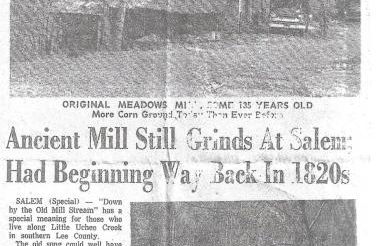 ORIGINAL MEADOWS MILL, SOME 135 YEARS OLD
More Corn Ground Today Than Ever Before
Ancient Mill Still Grinds At Salem;
Had Beginning Way Back In 1820s
SALEM (Special) — "Down
by the Old Mill Stream" has a
special meaning for those who
live along Little Uchee Creek
in southern Lee County.
The old song could well have